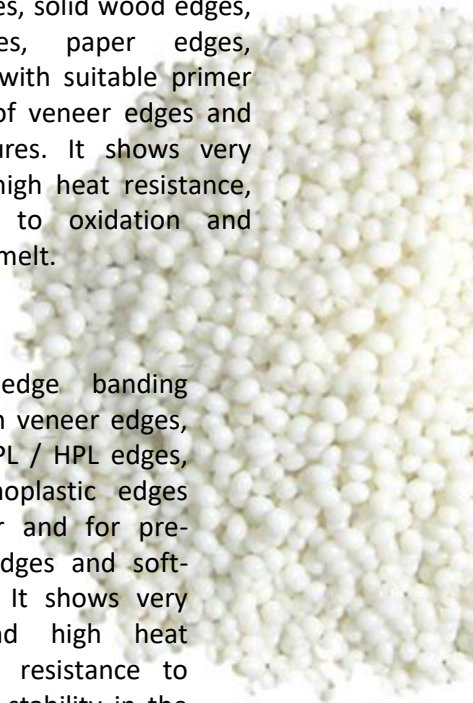 es, solid wood edges,
es, paper edges,
with suitable primer
of veneer edges and
ures. It shows very
high heat resistance,
to oxidation and
melt.
edge banding
n veneer edges,
PL / HPL edges,
noplastic edges
r and for pre-
dges and soft-
It shows very
nd high heat
resistance to
stability in the